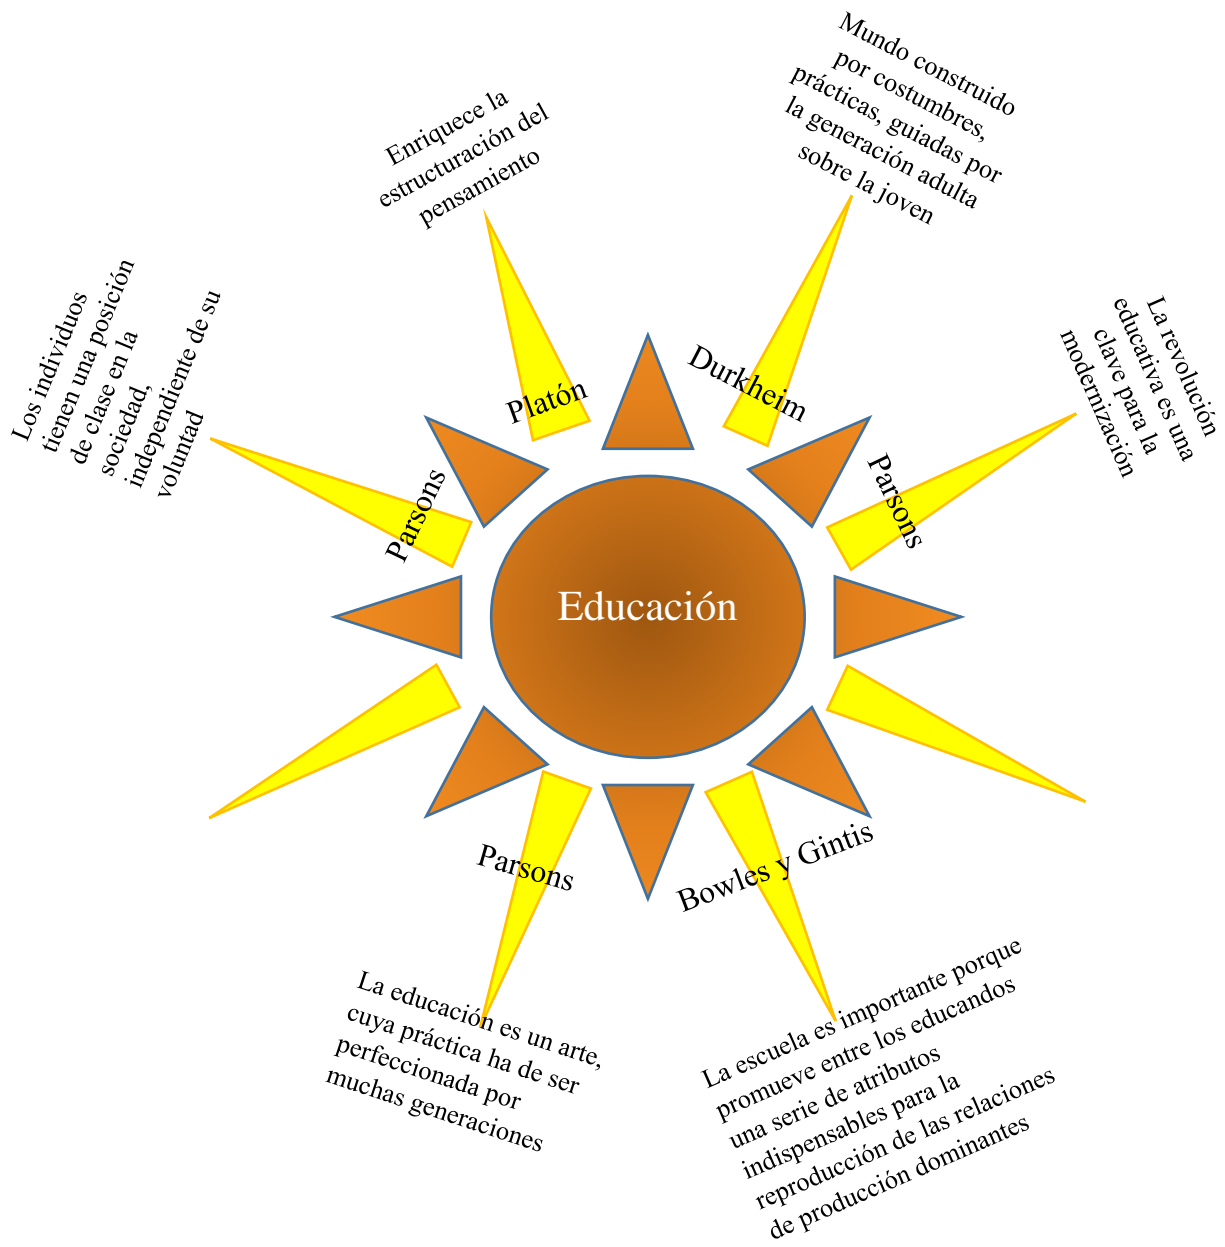 Mundo construido
por costumbres,
prácticas, guiadas por
la generación adulta
sobre la joven
Enriquece la
estructuración del
pensamiento
Los individuos
tienen una posición
de clase en la
sociedad,
independiente de su
voluntad
La revolución
educativa es una
clave para la
modernización
Platón
Durkheim
Parsons
Parsons
Educación
Parsons
Bowles y Gintis
La educación es un arte,
cuya práctica ha de ser
perfeccionada por
muchas generaciones
La escuela es importante porque
promueve entre los educandos
una serie de atributos
indispensables para la
reproducción de las relaciones
de producción dominantes